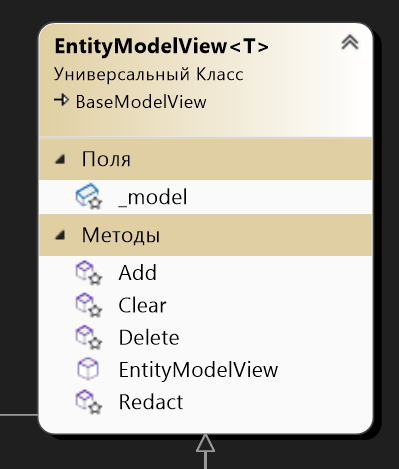 EntityModelView<T>
Универсальный Класс
BaseModelView
Поля
_model
Методы
Add
Clear
Delete
EntityModelView
Redact